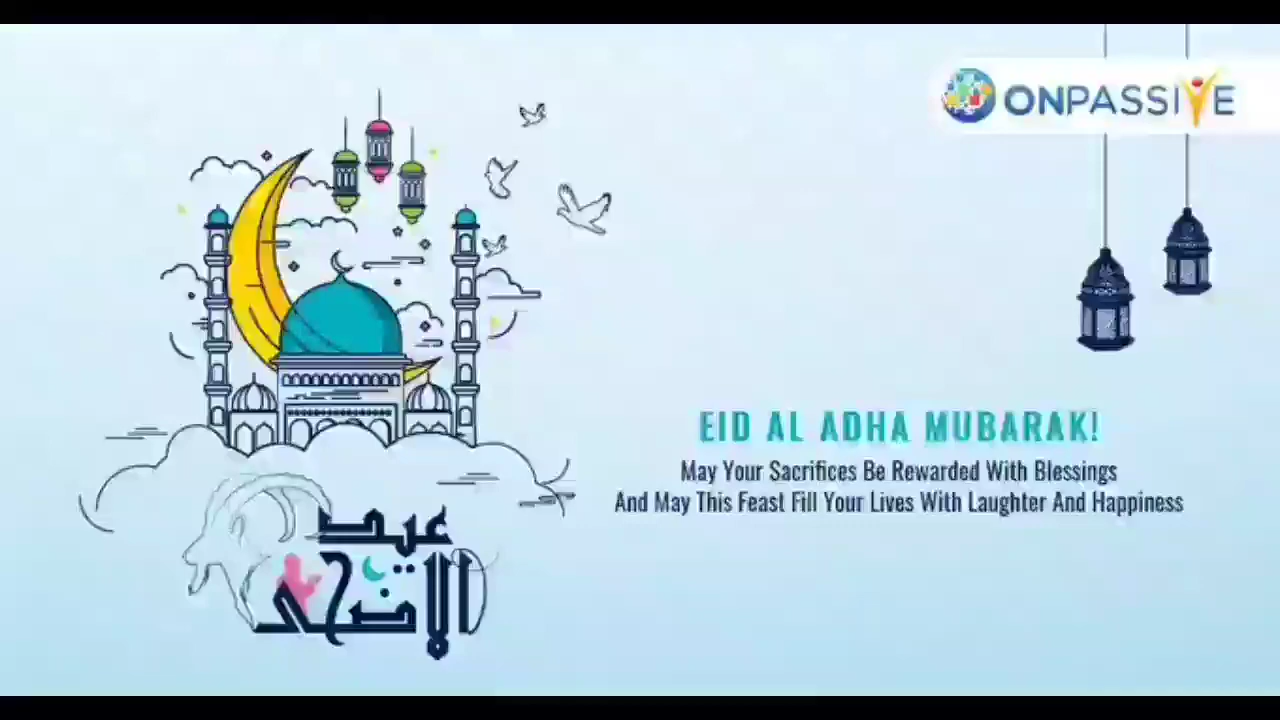 ONPASSIVE
EID AL ADHA MUBARAK!
May Your Sacrifices Be Rewarded With Blessings
And May This Feast Fill Your Lives With Laughter And Happiness
عيد
الأضحى